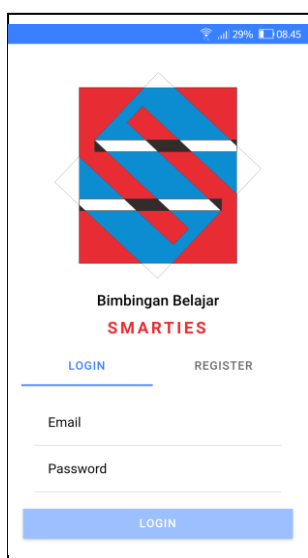 29% 08.45
Bimbingan Belajar
SMARTIES
LOGIN REGISTER
Email
Password
LOGIN